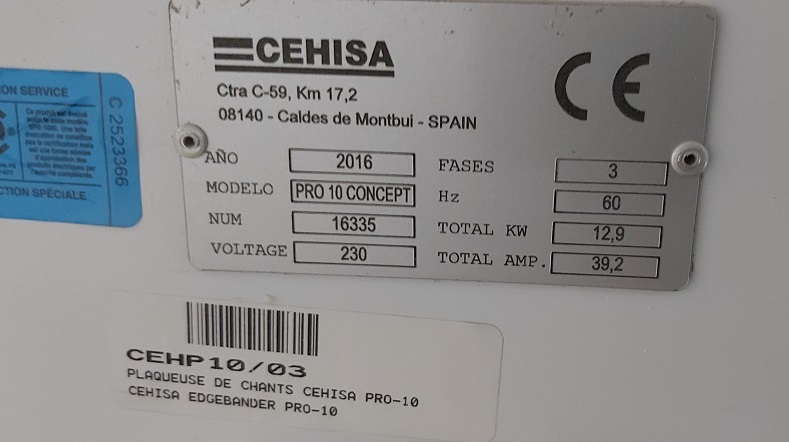 CEHISA
CE
Ctra C-59, Km 17,2
08140 - Caldes de Montbui - SPAIN
AÑO 2016 FASES 3
MODELO PRO 10 CONCEPT Hz 60
NUM 16335 TOTAL KW 12,9
VOLTAGE 230 TOTAL AMP. 39,2
ON SERVICE
C 2523366
CTION SPÉCIALE
CEHP10/03
PLAQUEUSE DE CHANTS CEHISA PRO-10
CEHISA EDGEBANDER PRO-10